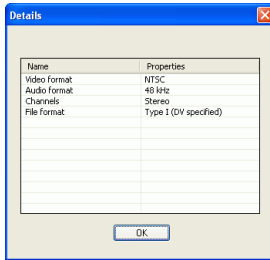 Details
Name Properties
Video format NTSC
Audio format 48 kHz
Channels Stereo
File format Type I (DV specified)
OK